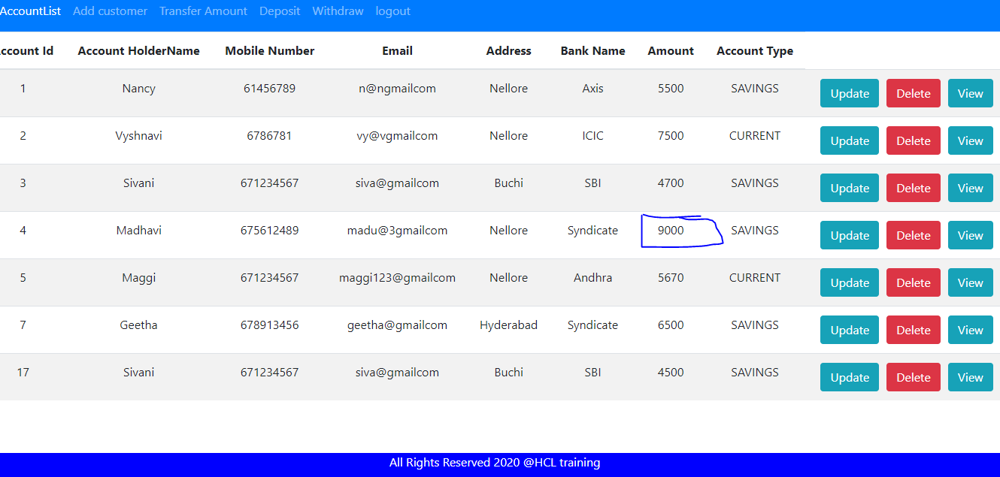 AccountList Add customer Transfer Amount Deposit Withdraw logout
ccount Id Account HolderName Mobile Number Email Address Bank Name Amount Account Type
1 Nancy 61456789 n@ngmailcom Nellore Axis 5500 SAVINGS Update Delete View
2 Vyshnavi 6786781 vy@vgmailcom Nellore ICIC 7500 CURRENT Update Delete View
3 Sivani 671234567 siva@gmailcom Buchi SBI 4700 SAVINGS Update Delete View
4 Madhavi 675612489 madu@3gmailcom Nellore Syndicate 9000 SAVINGS Update Delete View
5 Maggi 671234567 maggi123@gmailcom Nellore Andhra 5670 CURRENT Update Delete View
7 Geetha 678913456 geetha@gmailcom Hyderabad Syndicate 6500 SAVINGS Update Delete View
17 Sivani 671234567 siva@gmailcom Buchi SBI 4500 SAVINGS Update Delete View
All Rights Reserved 2020 @HCL training